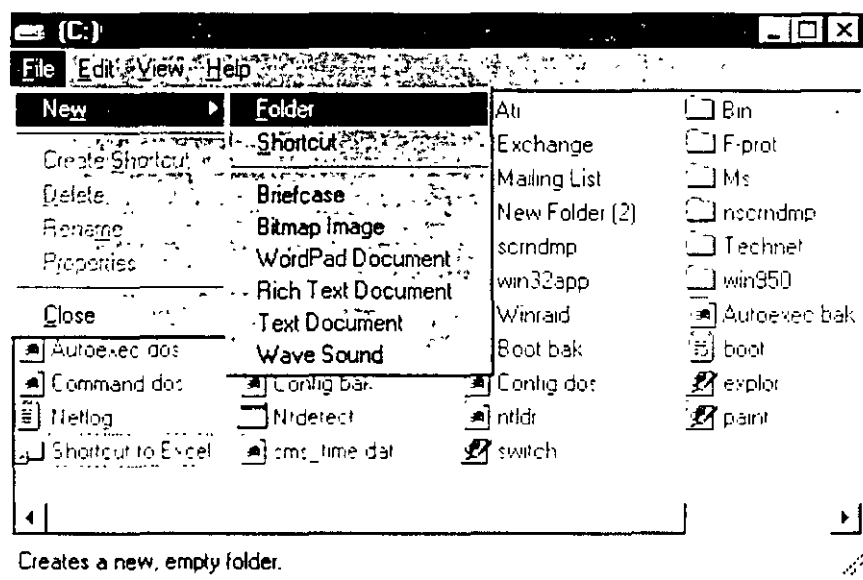 (C:)
File Edit View Help
New Folder Ati Bin
Create Shortcut Shortcut Exchange F-prot
Delete Briefcase Mailing List Ms
Rename Bitmap Image New Folder (2) nscrndmp
Properties WordPad Document scrndmp Technet
Rich Text Document win32app win950
Close Text Document Winraid Autoexec bak
Autoexec dos Wave Sound Boot bak boot
Command dos Config bak Config dos explor
Netlog Ntdetect ntldr paint
Shortcut to Excel sms_time dat switch
Creates a new, empty folder.